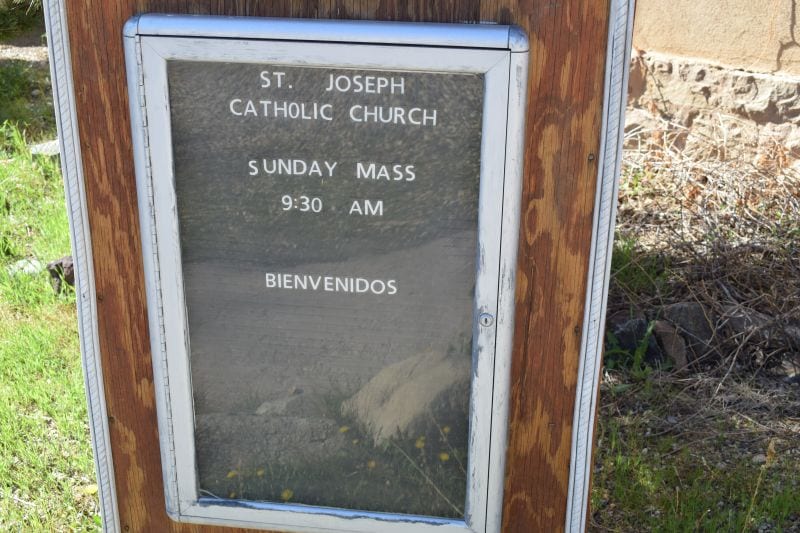 ST. JOSEPH
CATHOLIC CHURCH
SUNDAY MASS
9:30 AM
BIENVENIDOS